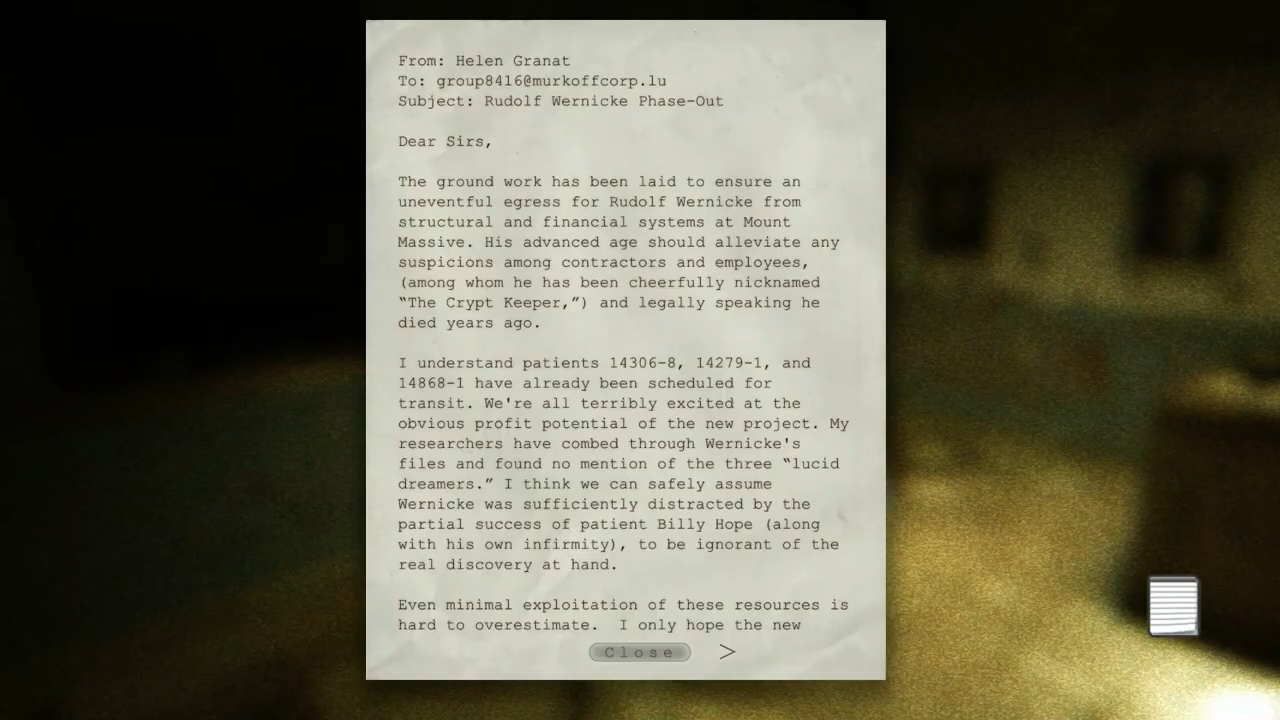 From: Helen Granat
To: group8416@murkoffcorp.lu
Subject: Rudolf Wernicke Phase-Out
Dear Sirs,
The ground work has been laid to ensure an
uneventful egress for Rudolf Wernicke from
structural and financial systems at Mount
Massive. His advanced age should alleviate any
suspicions among contractors and employees,
(among whom he has been cheerfully nicknamed
“The Crypt Keeper,”) and legally speaking he
died years ago.
I understand patients 14306-8, 14279-1, and
14868-1 have already been scheduled for
transit. We're all terribly excited at the
obvious profit potential of the new project. My
researchers have combed through Wernicke's
files and found no mention of the three “lucid
dreamers.” I think we can safely assume
Wernicke was sufficiently distracted by the
partial success of patient Billy Hope (along
with his own infirmity), to be ignorant of the
real discovery at hand.
Even minimal exploitation of these resources is
hard to overestimate.  I only hope the new
Close >